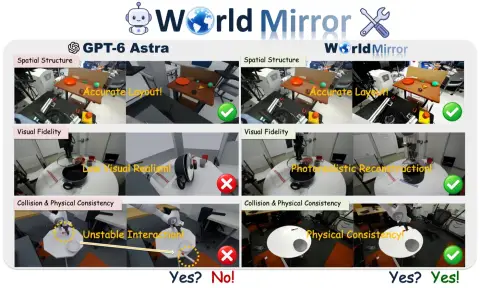 World Mirror
GPT-6 Astra
World Mirror
Spatial Structure
Accurate Layout!
Spatial Structure
Accurate Layout!
Visual Fidelity
Low Visual Realism!
Visual Fidelity
Photorealistic Reconstruction!
Collision & Physical Consistency
Unstable Interaction!
Collision & Physical Consistency
Physical Consistency!
Yes? No!
Yes? Yes!